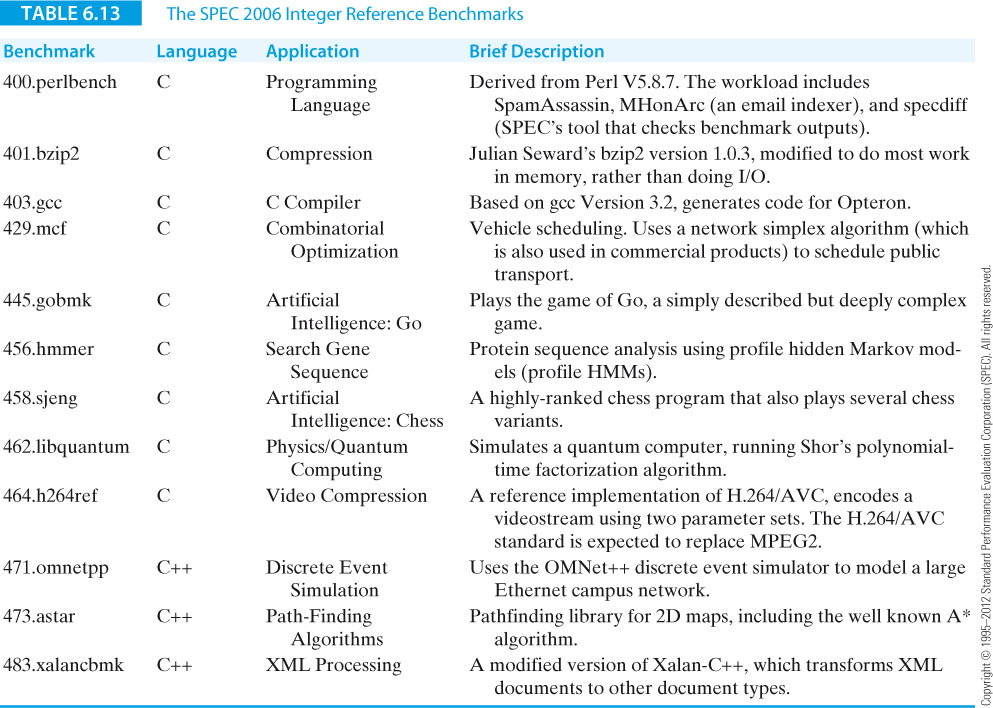 TABLE 6.13 The SPEC 2006 Integer Reference Benchmarks
Benchmark Language Application Brief Description
400.perlbench C Programming Derived from Perl V5.8.7. The workload includes
Language SpamAssassin, MHonArc (an email indexer), and specdiff
(SPEC's tool that checks benchmark outputs).
401.bzip2 C Compression Julian Seward's bzip2 version 1.0.3, modified to do most work
in memory, rather than doing I/O.
403.gcc C C Compiler Based on gcc Version 3.2, generates code for Opteron.
429.mcf C Combinatorial Vehicle scheduling. Uses a network simplex algorithm (which
Optimization is also used in commercial products) to schedule public
transport.
445.gobmk C Artificial Plays the game of Go, a simply described but deeply complex
Intelligence: Go game.
456.hmmer C Search Gene Protein sequence analysis using profile hidden Markov mod-
Sequence els (profile HMMs).
458.sjeng C Artificial A highly-ranked chess program that also plays several chess
Intelligence: Chess variants.
462.libquantum C Physics/Quantum Simulates a quantum computer, running Shor's polynomial-
Computing time factorization algorithm.
464.h264ref C Video Compression A reference implementation of H.264/AVC, encodes a
videostream using two parameter sets. The H.264/AVC
standard is expected to replace MPEG2.
471.omnetpp C++ Discrete Event Uses the OMNet++ discrete event simulator to model a large
Simulation Ethernet campus network.
473.astar C++ Path-Finding Pathfinding library for 2D maps, including the well known A*
Algorithms algorithm.
483.xalancbmk C++ XML Processing A modified version of Xalan-C++, which transforms XML
documents to other document types.
Copyright © 1995–2012 Standard Performance Evaluation Corporation (SPEC). All rights reserved.